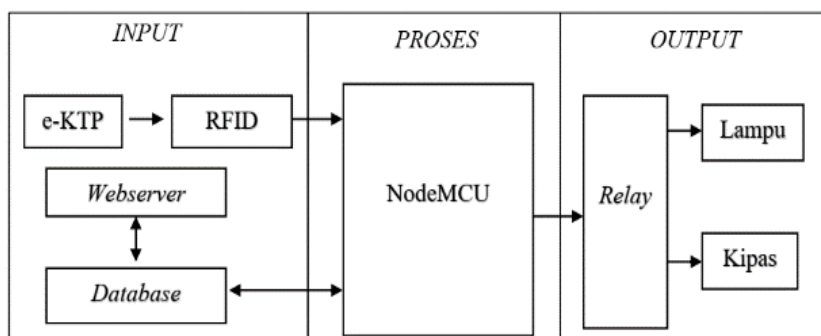 INPUT
PROSES
OUTPUT
e-KTP
RFID
Webserver
Database
NodeMCU
Relay
Lampu
Kipas